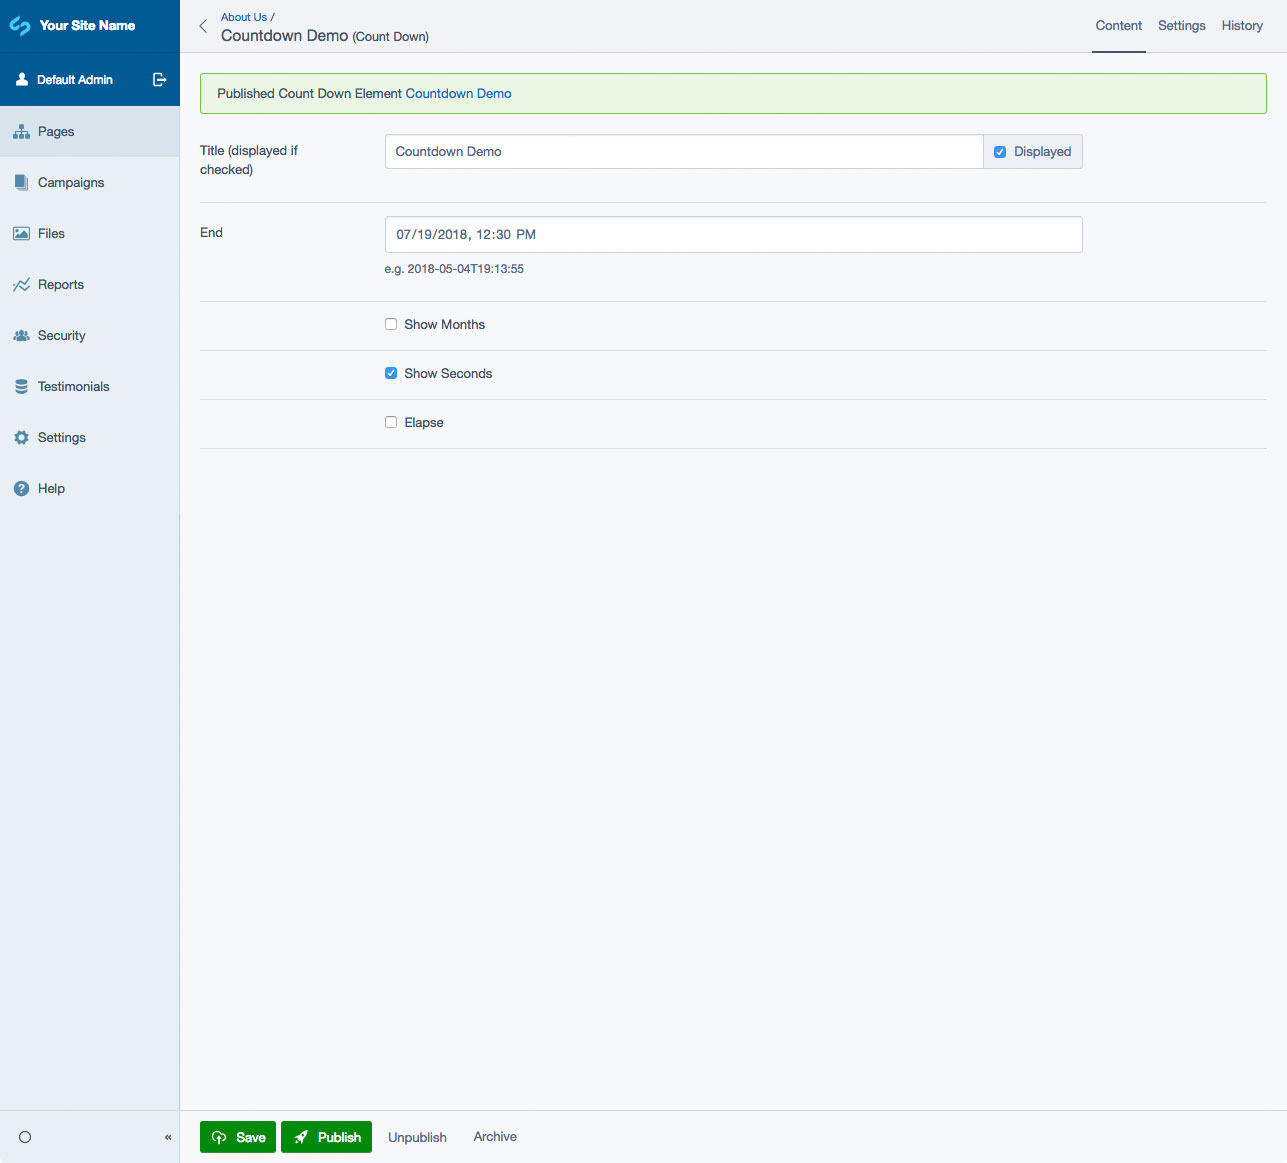 Your Site Name
Default Admin
Pages
Campaigns
Files
Reports
Security
Testimonials
Settings
Help
«
About Us /
Countdown Demo (Count Down)
Content Settings History
Published Count Down Element Countdown Demo
Title (displayed if
checked)
Countdown Demo
Displayed
End
07/19/2018, 12:30 PM
e.g. 2018-05-04T19:13:55
Show Months
Show Seconds
Elapse
Save Publish Unpublish Archive